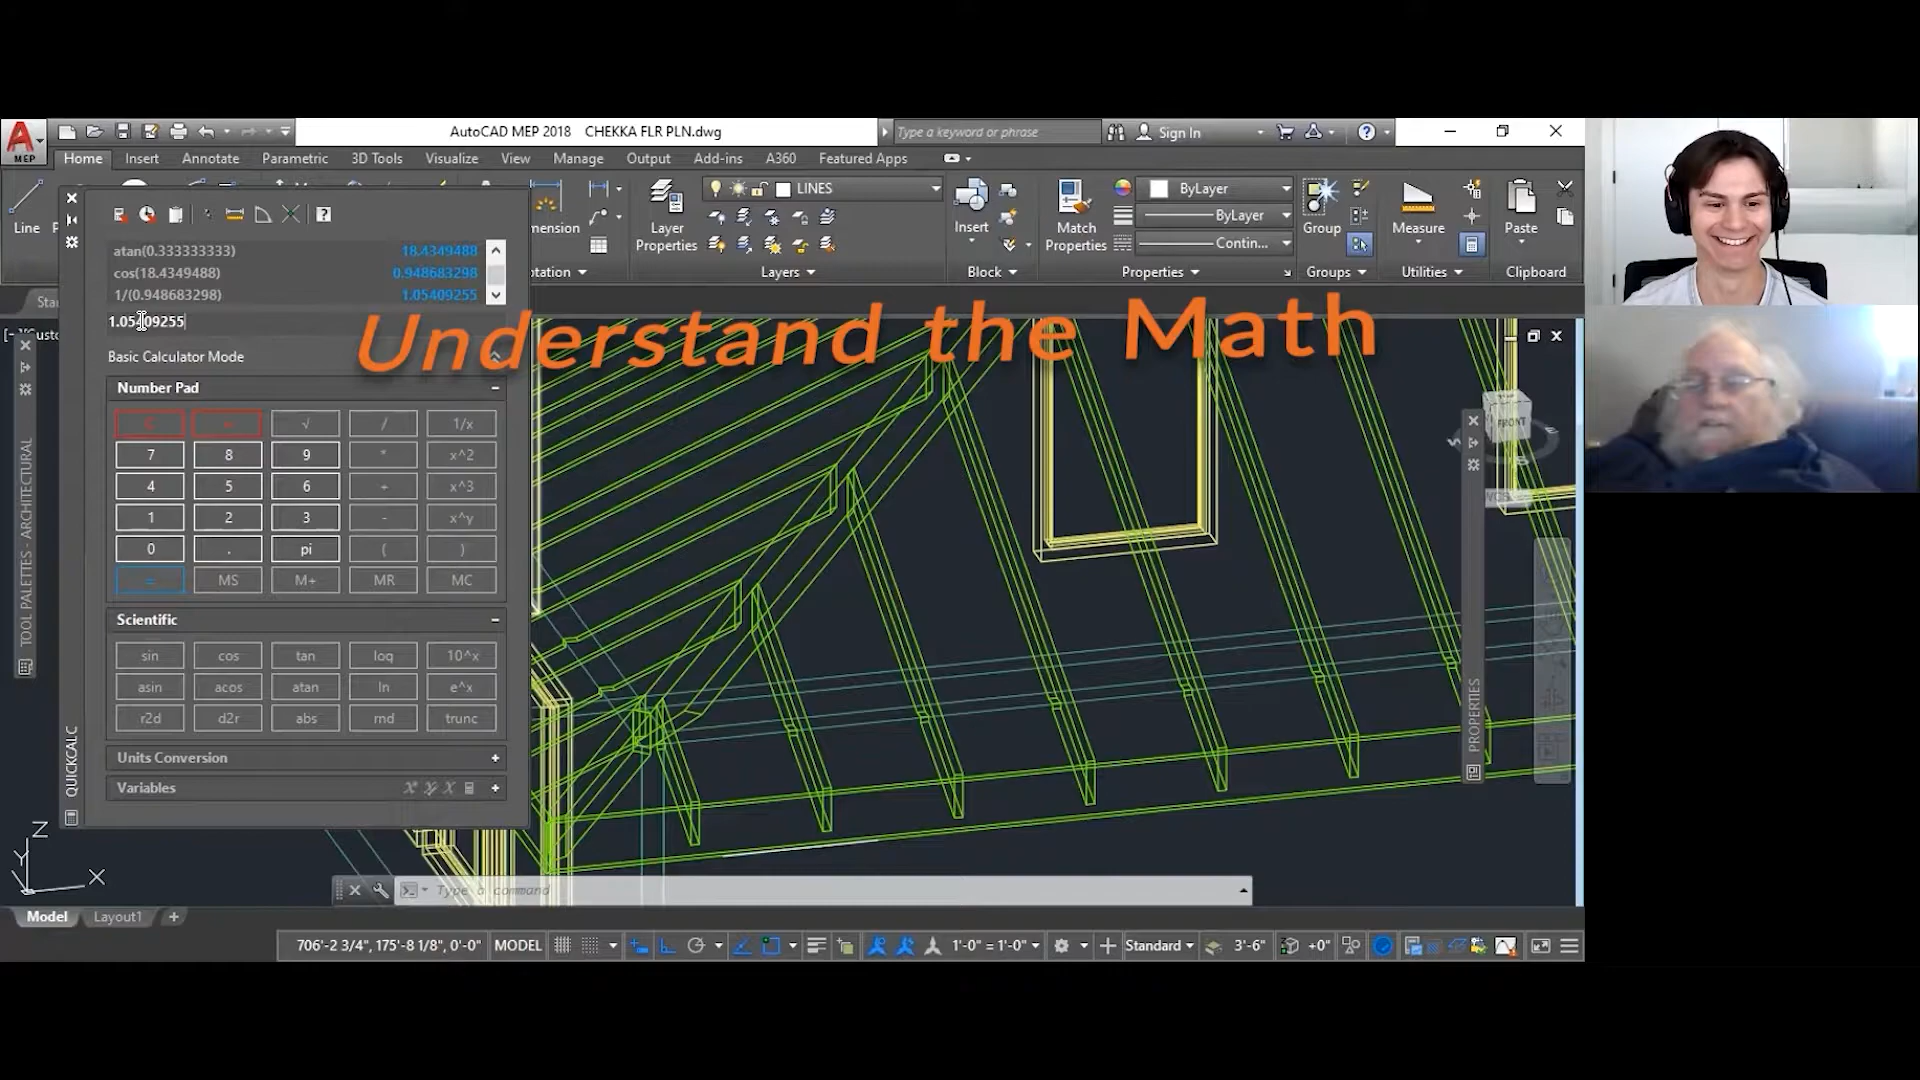 AutoCAD MEP 2018 CHEKKA FLR PLN.dwg
Type a keyword or phrase
Sign In
MEP
Home Insert Annotate Parametric 3D Tools Visualize View Manage Output Add-ins A360 Featured Apps
LINES
ByLayer
ByLayer
Contin...
Line
mension
Layer Properties
Insert
Match Properties
Group
Measure
Paste
otation
Layers
Block
Properties
Groups
Utilities
Clipboard
Star
atan(0.333333333) 18.4349488
cos(18.4349488) 0.948683298
1/(0.948683298) 1.05409255
1.05409255
Understand the Math
Basic Calculator Mode
Number Pad
C √ / 1/x
7 8 9 * x^2
4 5 6 + x^3
1 2 3 - x^y
0 . pi ( )
= MS M+ MR MC
Scientific
sin cos tan log 10^x
asin acos atan ln e^x
r2d d2r abs rnd trunc
Units Conversion
Variables
QUICKCALC
TOOL PALETTES - ARCHITECTURAL
FRONT
PROPERTIES
Z
Y
X
Type a command
Model Layout1 +
706'-2 3/4", 175'-8 1/8", 0'-0" MODEL 1'-0" = 1'-0" Standard 3'-6" +0"